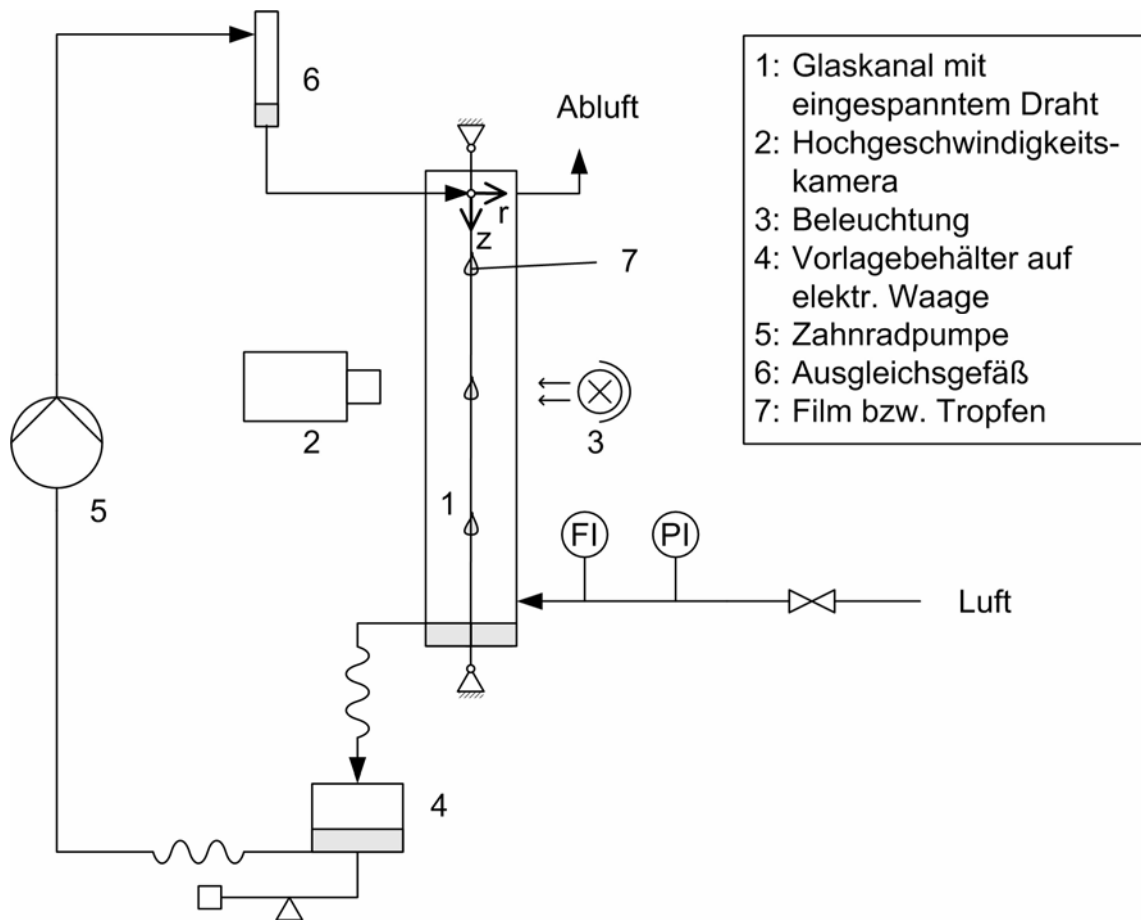 6
Abluft
r
z
7
2
3
1
5
FI
PI
Luft
4
1: Glaskanal mit
eingespanntem Draht
2: Hochgeschwindigkeits-
kamera
3: Beleuchtung
4: Vorlagebehälter auf
elektr. Waage
5: Zahnradpumpe
6: Ausgleichsgefäß
7: Film bzw. Tropfen